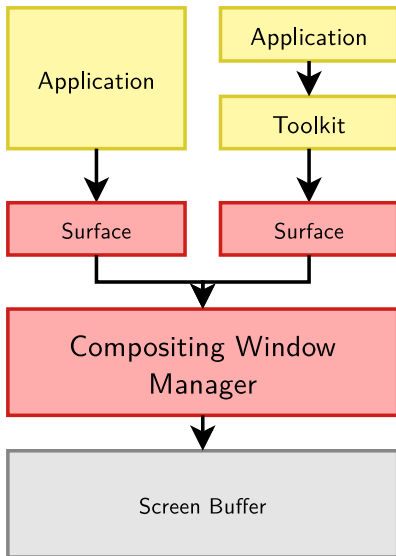 Application
Application
Toolkit
Surface
Surface
Compositing Window
Manager
Screen Buffer